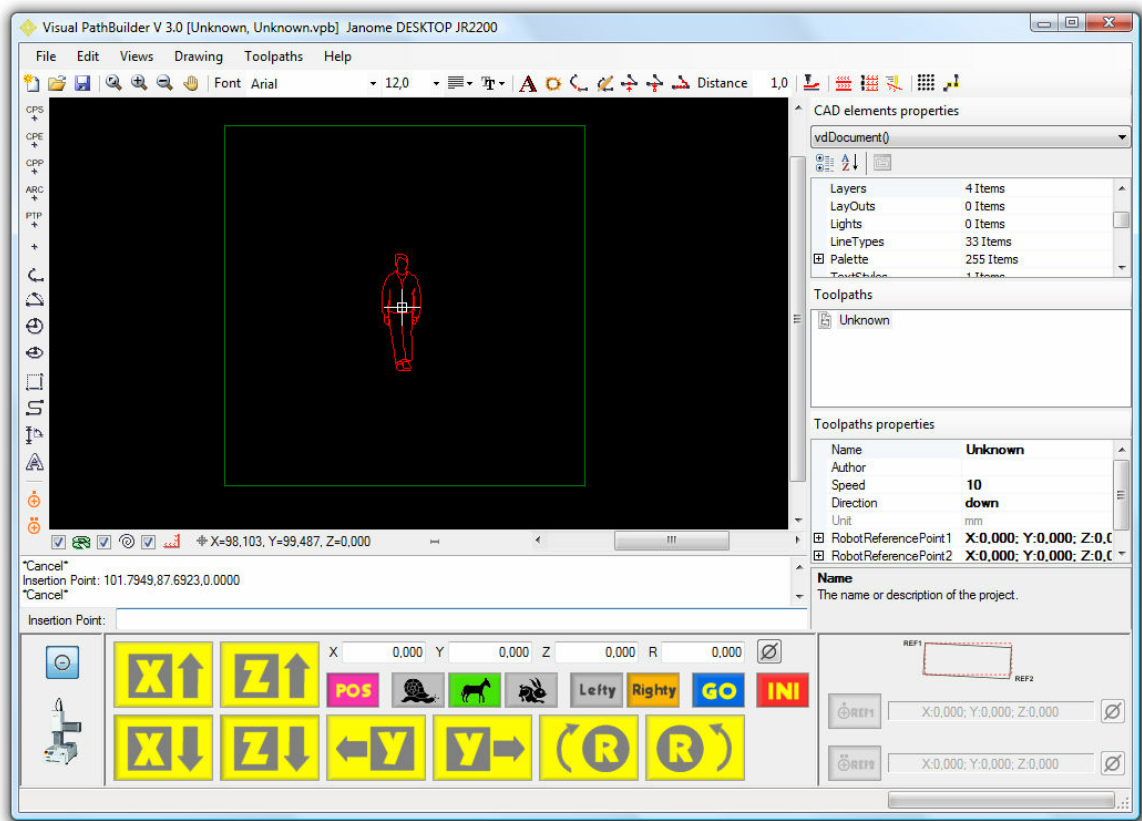 Visual PathBuilder V 3.0 [Unknown, Unknown.vpb] Janome DESKTOP JR2200
File Edit Views Drawing Toolpaths Help
Font Arial 12,0 Distance 1,0
CPS
CPE
CPP
ARC
PTP
CAD elements properties
vdDocument()
Layers 4 Items
LayOuts 0 Items
Lights 0 Items
LineTypes 33 Items
Palette 255 Items
TextStyles 1 Items
Toolpaths
Unknown
Toolpaths properties
Name Unknown
Author
Speed 10
Direction down
Unit mm
RobotReferencePoint1 X:0,000; Y:0,000; Z:0,0
RobotReferencePoint2 X:0,000; Y:0,000; Z:0,0
Name
The name or description of the project.
X=98,103, Y=99,487, Z=0,000
*Cancel*
Insertion Point: 101.7949,87.6923,0.0000
*Cancel*
Insertion Point:
X 0,000 Y 0,000 Z 0,000 R 0,000
X Z POS Lefty Righty GO INI
X Z Y Y R R
REF1
REF2
REF1 X:0,000; Y:0,000; Z:0,000
REF2 X:0,000; Y:0,000; Z:0,000